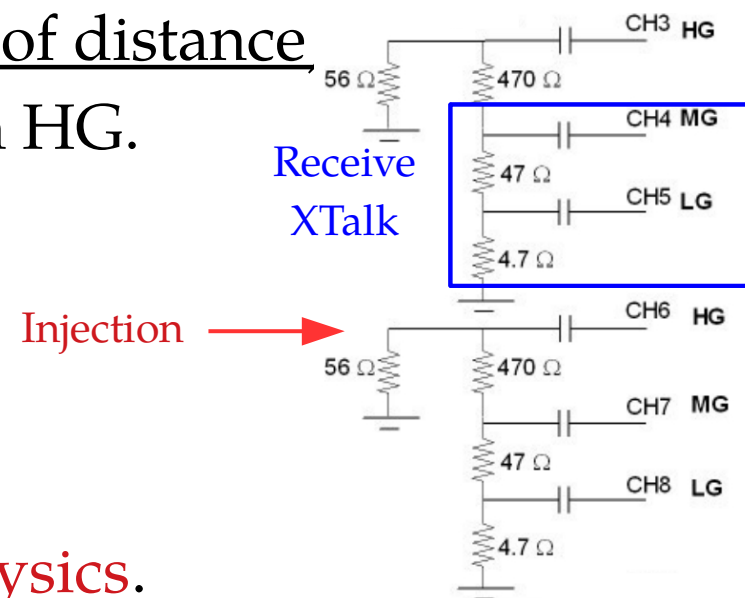 of distance
n HG.
CH3 HG
56 Ω
470 Ω
CH4 MG
Receive
XTalk
47 Ω
CH5 LG
4.7 Ω
Injection
CH6 HG
56 Ω
470 Ω
CH7 MG
47 Ω
CH8 LG
4.7 Ω
ysics.